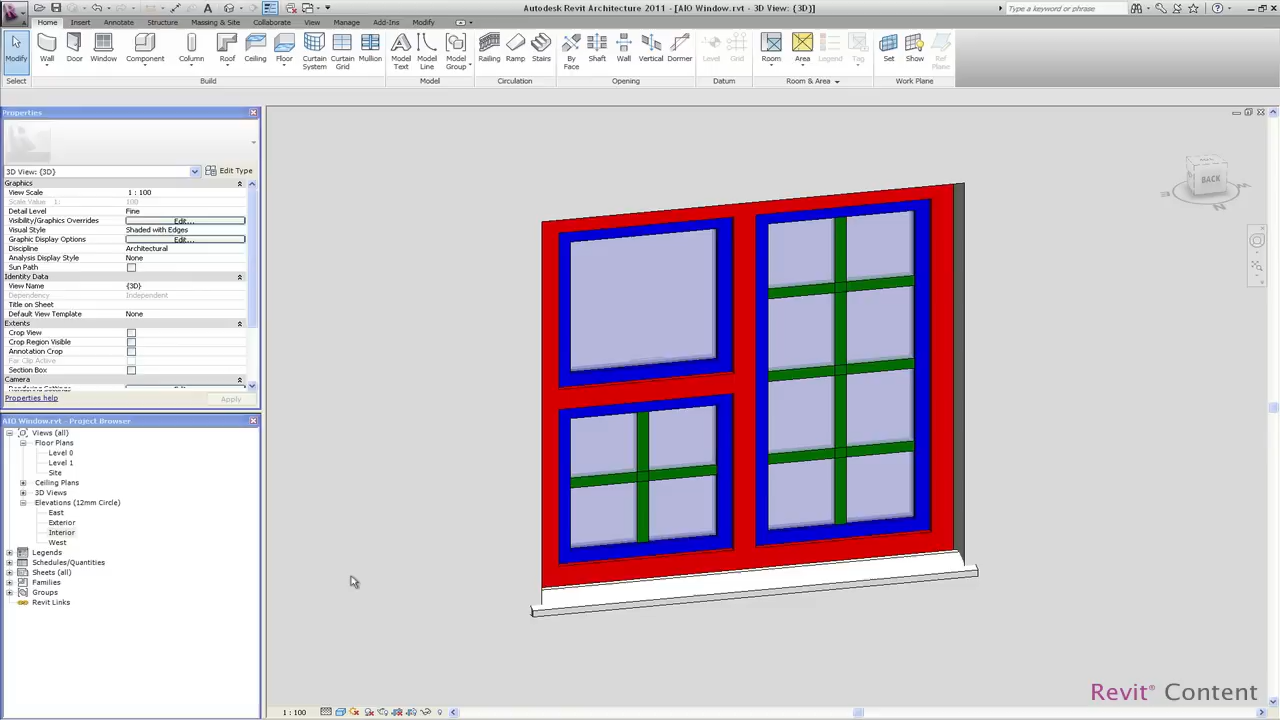 Autodesk Revit Architecture 2011 - [AIO Window.rvt - 3D View: {3D}]
Type a keyword or phrase
Home Insert Annotate Structure Massing & Site Collaborate View Manage Add-Ins Modify
Modify Wall Door Window Component Column Roof Ceiling Floor Curtain System Curtain Grid Mullion Model Text Model Line Model Group Railing Ramp Stairs By Face Shaft Wall Vertical Dormer Level Grid Room Area Legend Tag Set Show Ref Plane
Select Build Model Circulation Opening Datum Room & Area Work Plane
Properties
3D View: {3D} Edit Type
Graphics
View Scale 1 : 100
Scale Value 1: 100
Detail Level Fine
Visibility/Graphics Overrides Edit...
Visual Style Shaded with Edges
Graphic Display Options Edit...
Discipline Architectural
Analysis Display Style None
Sun Path
Identity Data
View Name {3D}
Dependency Independent
Title on Sheet
Default View Template None
Extents
Crop View
Crop Region Visible
Annotation Crop
Far Clip Active
Section Box
Camera
Rendering Settings Edit...
Properties help Apply
AIO Window.rvt - Project Browser
Views (all)
Floor Plans
Level 0
Level 1
Site
Ceiling Plans
3D Views
Elevations (12mm Circle)
East
Exterior
Interior
West
Legends
Schedules/Quantities
Sheets (all)
Families
Groups
Revit Links
BACK
1 : 100
Revit® Content